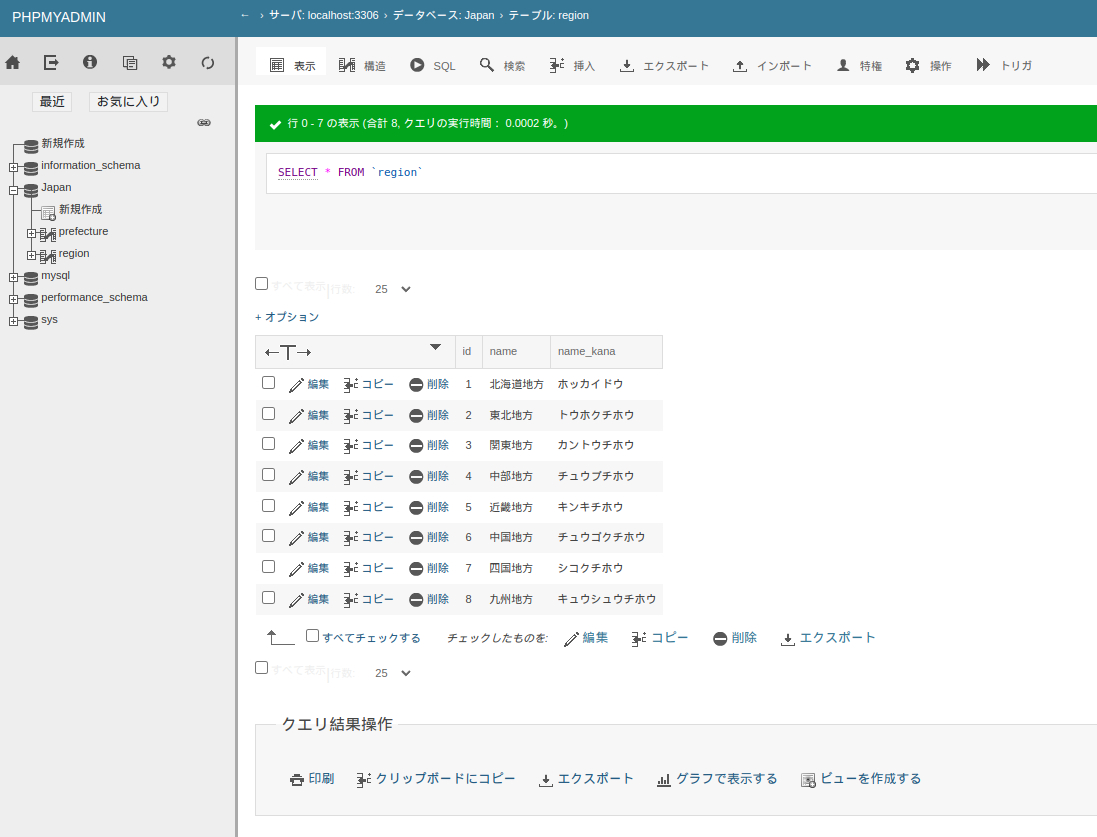 PHPMYADMIN
← › サーバ: localhost:3306 › データベース: Japan › テーブル: region
表示 構造 SQL 検索 挿入 エクスポート インポート 特権 操作 トリガ
最近 お気に入り
新規作成
information_schema
Japan
新規作成
prefecture
region
mysql
performance_schema
sys
行 0 - 7 の表示 (合計 8, クエリの実行時間： 0.0002 秒。)
SELECT * FROM `region`
すべて表示 | 行数: 25
+ オプション
←T→ id name name_kana
編集 コピー 削除 1 北海道地方 ホッカイドウ
編集 コピー 削除 2 東北地方 トウホクチホウ
編集 コピー 削除 3 関東地方 カントウチホウ
編集 コピー 削除 4 中部地方 チュウブチホウ
編集 コピー 削除 5 近畿地方 キンキチホウ
編集 コピー 削除 6 中国地方 チュウゴクチホウ
編集 コピー 削除 7 四国地方 シコクチホウ
編集 コピー 削除 8 九州地方 キュウシュウチホウ
すべてチェックする チェックしたものを: 編集 コピー 削除 エクスポート
すべて表示 | 行数: 25
クエリ結果操作
印刷 クリップボードにコピー エクスポート グラフで表示する ビューを作成する